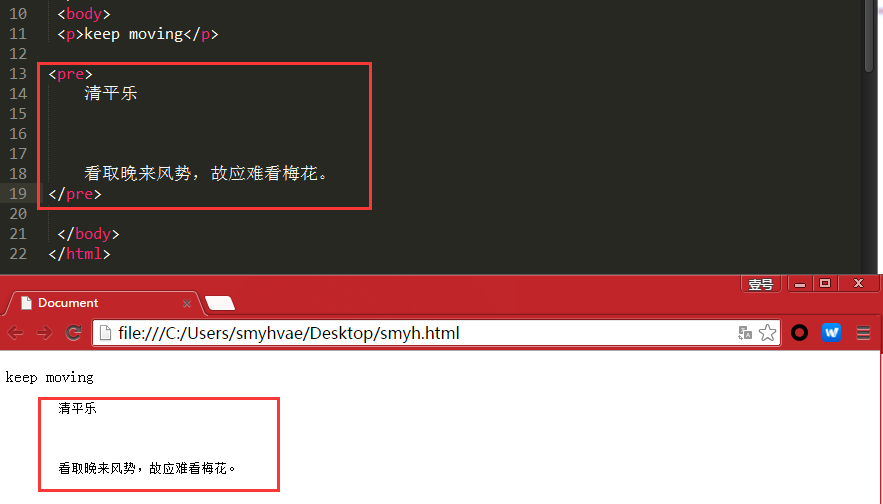 10 <body>
11 <p>keep moving</p>
12
13 <pre>
14 清平乐
15
16
17
18 看取晚来风势，故应难看梅花。
19 </pre>
20
21 </body>
22 </html>
壹号
Document
file:///C:/Users/smyhvae/Desktop/smyh.html
W
keep moving
清平乐
看取晚来风势，故应难看梅花。